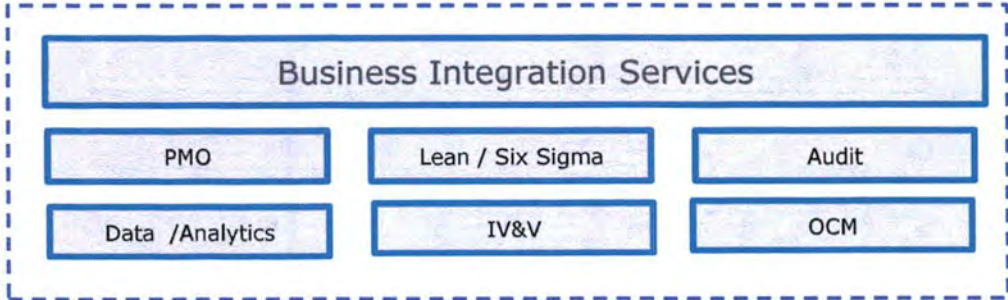 Business Integration Services
PMO
Lean / Six Sigma
Audit
Data /Analytics
IV&V
OCM